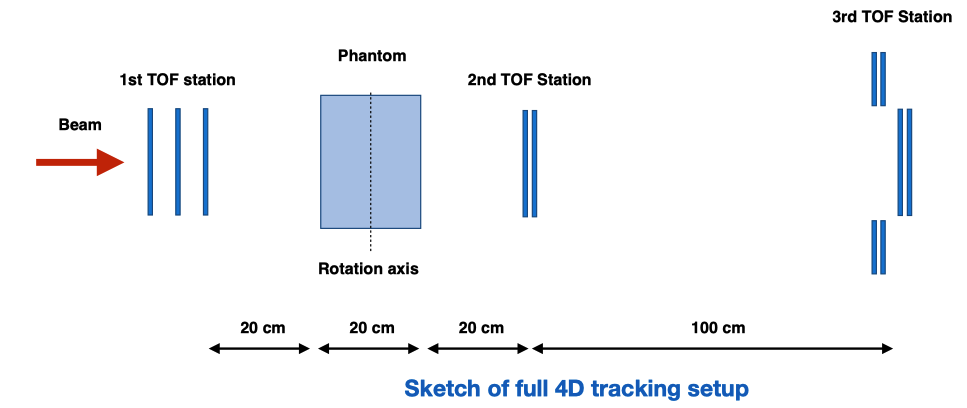 3rd TOF Station
Phantom
1st TOF station
2nd TOF Station
Beam
Rotation axis
20 cm
20 cm
20 cm
100 cm
Sketch of full 4D tracking setup